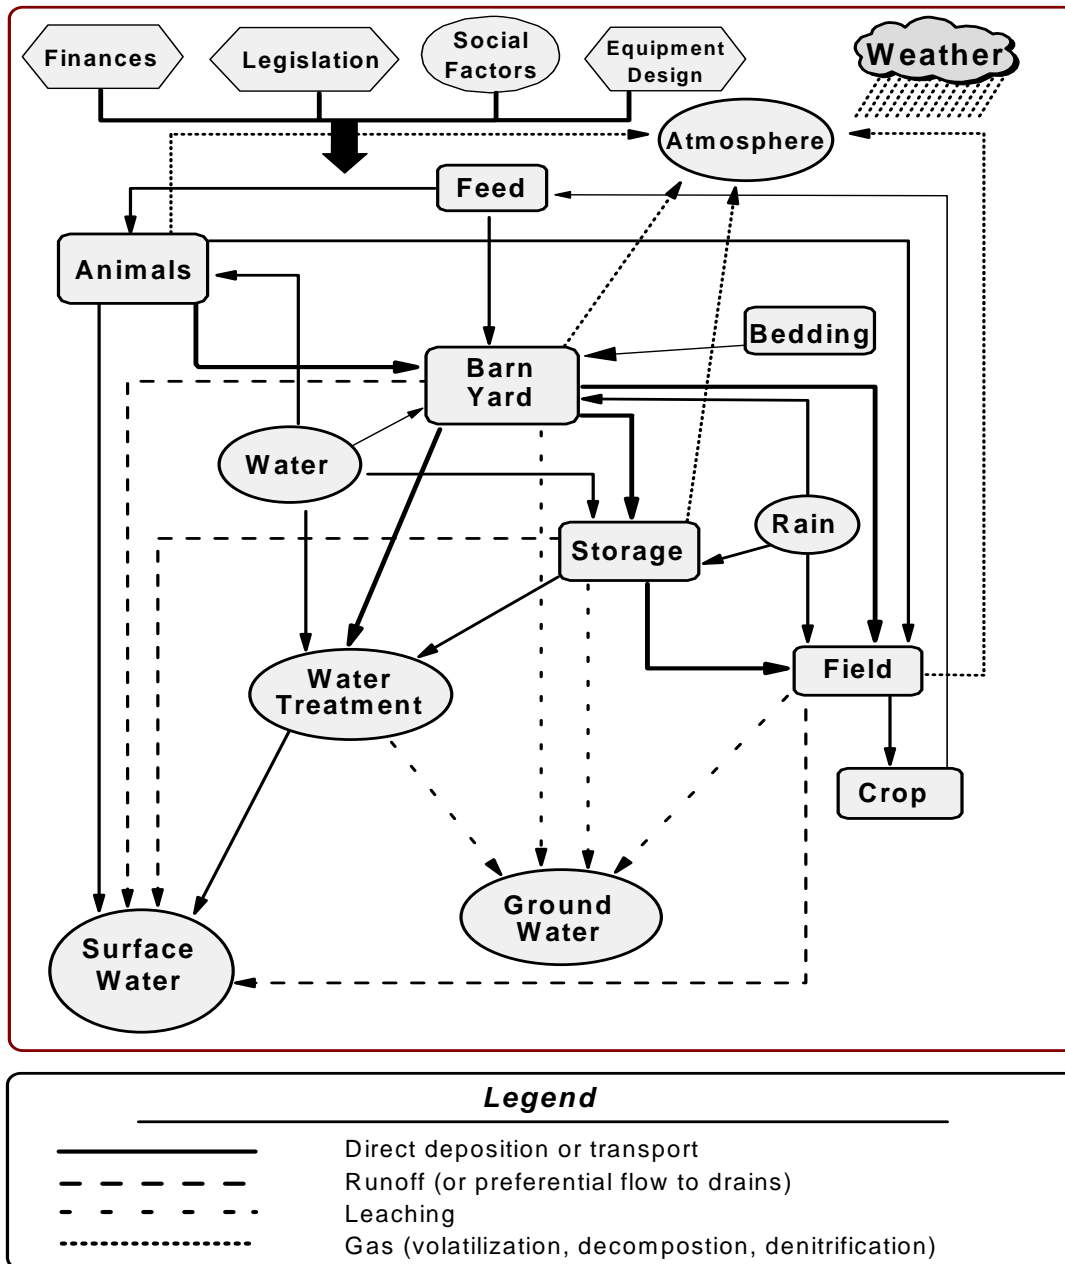 Finances
Legislation
Social
Factors
Equipment
Design
Weather
Atmosphere
Feed
Animals
Bedding
Barn
Yard
Water
Rain
Storage
Water
Treatment
Field
Crop
Ground
Water
Surface
Water
Legend
Direct deposition or transport
Runoff (or preferential flow to drains)
Leaching
Gas (volatilization, decompostion, denitrification)